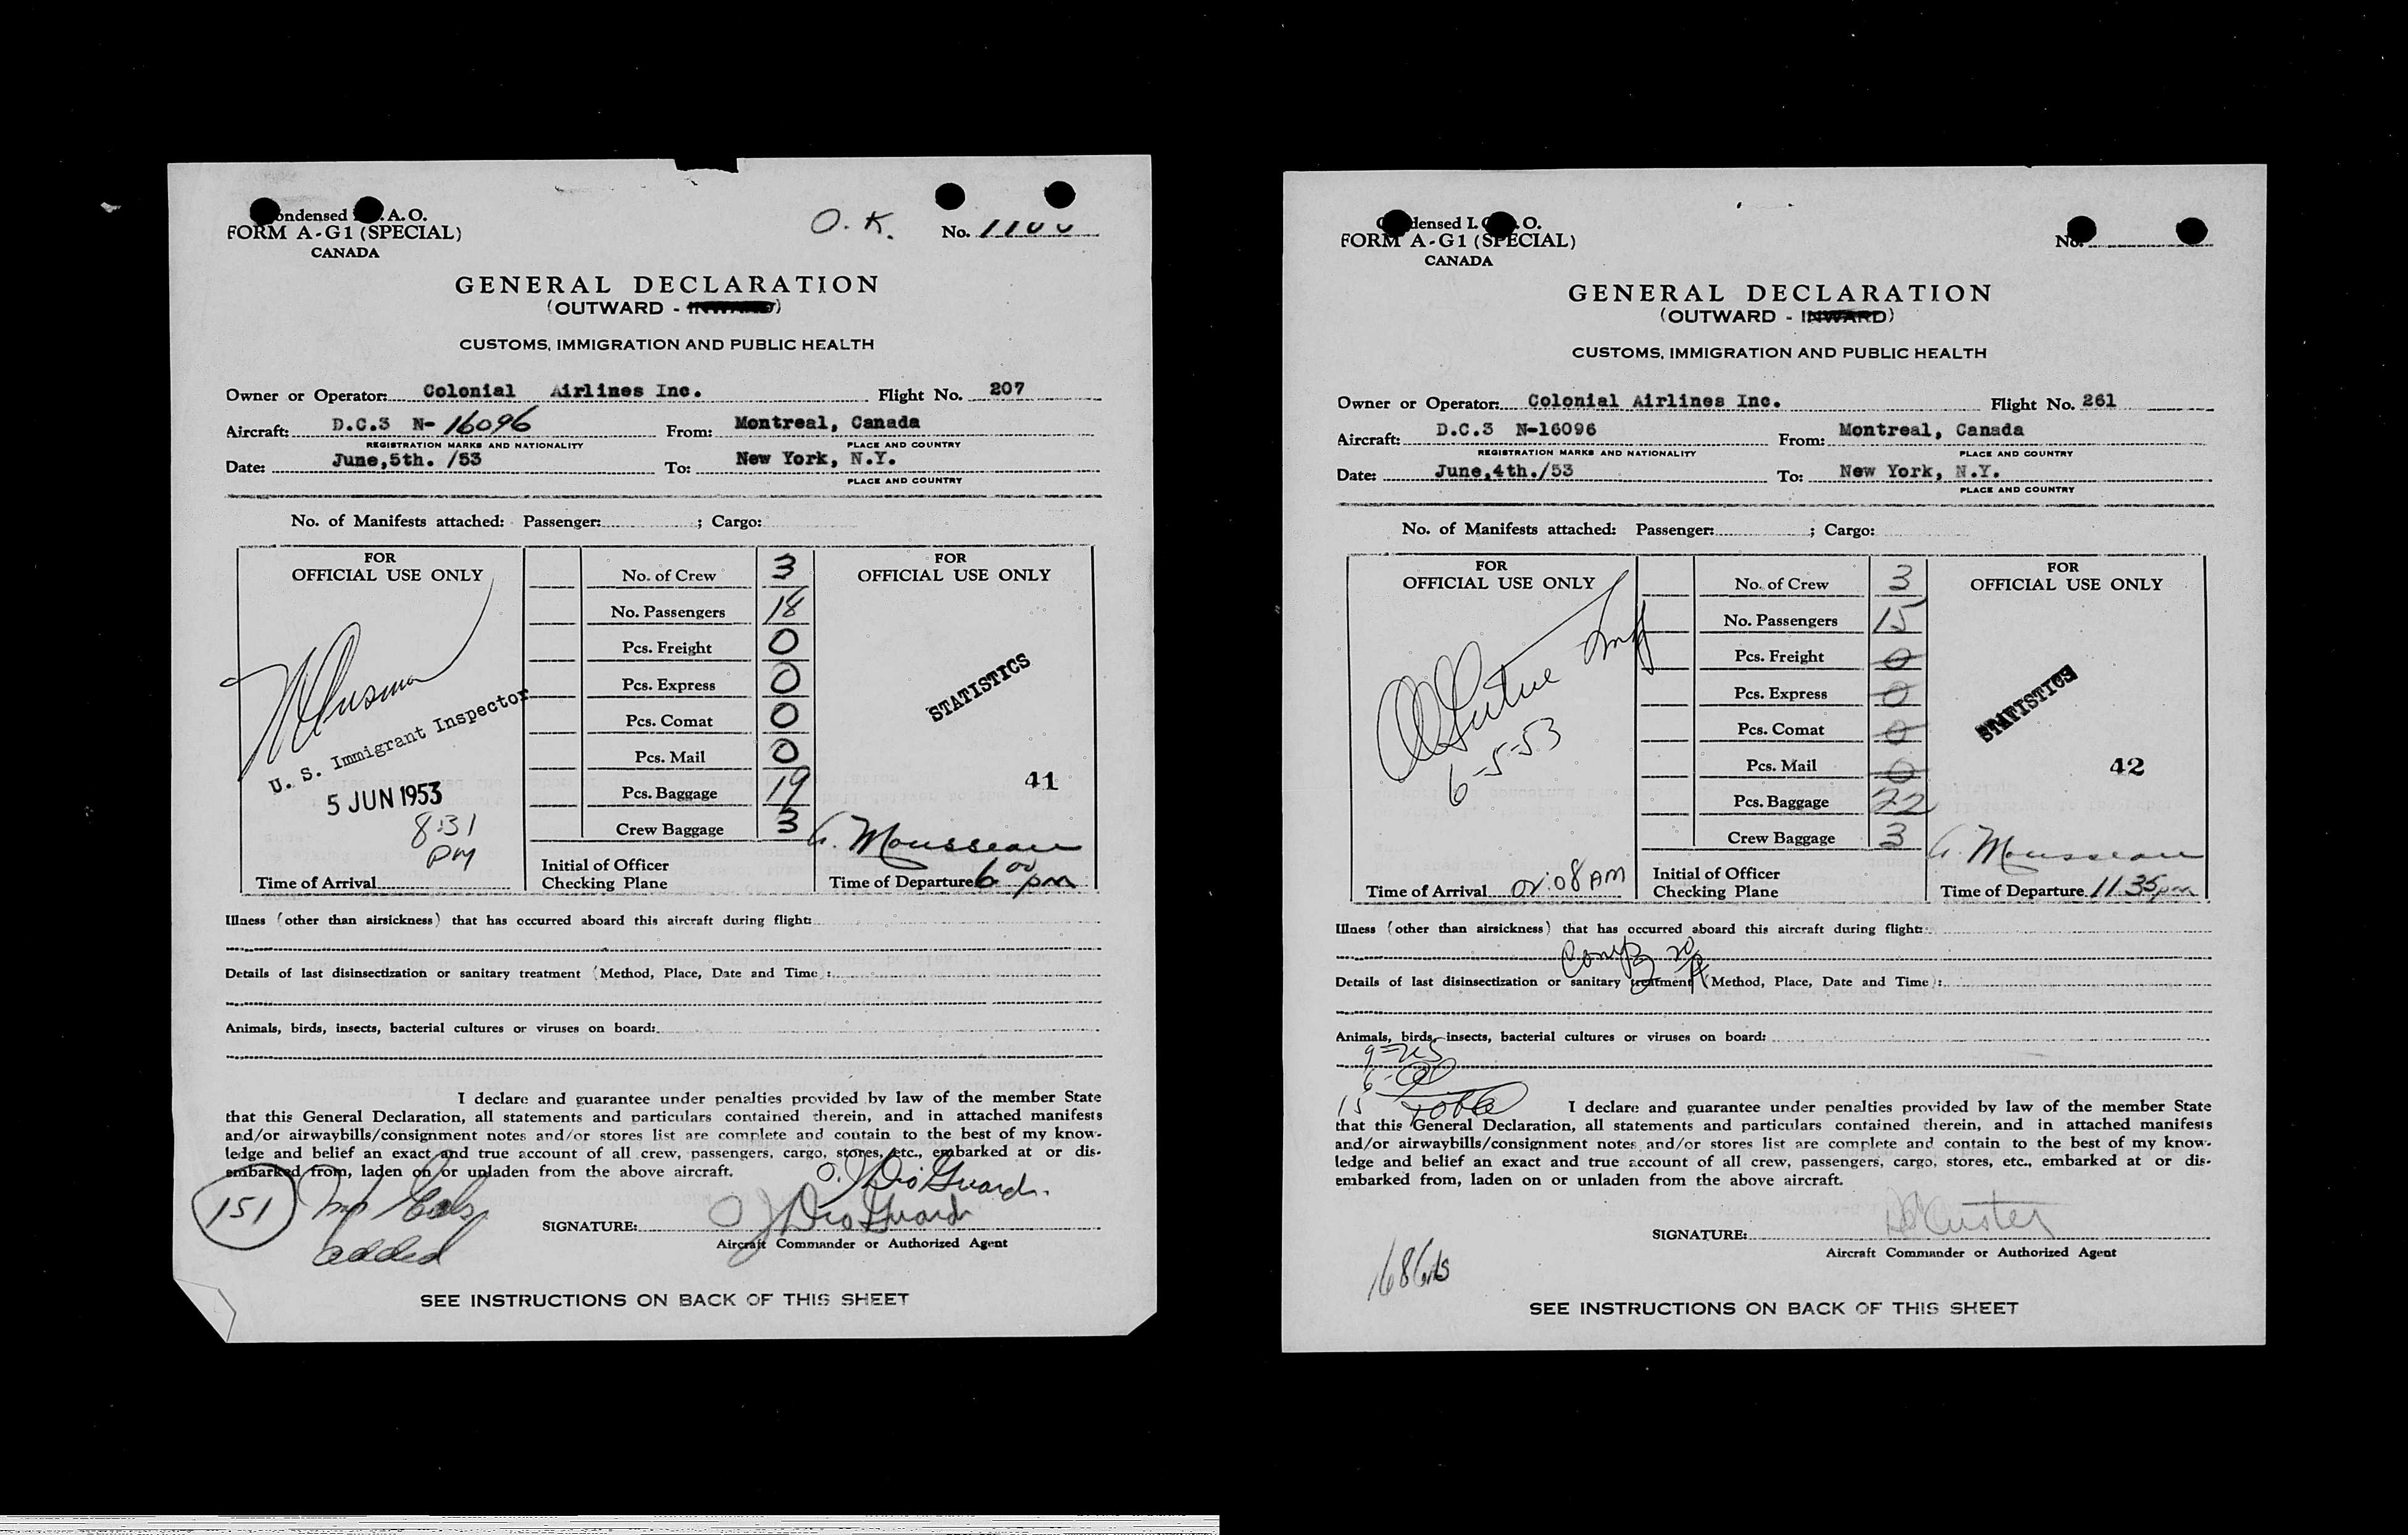 ondensed I. . A. O.
FORM A-G1 (SPECIAL)
CANADA
O.K.
No. 1100
GENERAL DECLARATION
(OUTWARD - INWARD)
CUSTOMS, IMMIGRATION AND PUBLIC HEALTH
Owner or Operator: Colonial Airlines Inc. Flight No. 207
Aircraft: D.C.3 N-16096 From: Montreal, Canada
REGISTRATION MARKS AND NATIONALITY PLACE AND COUNTRY
Date: June,5th. /53 To: New York, N.Y.
PLACE AND COUNTRY
No. of Manifests attached: Passenger: ; Cargo:
FOR
OFFICIAL USE ONLY
U. S. Immigrant Inspector
5 JUN 1953
8:31
PM
Time of Arrival
No. of Crew 3
No. Passengers 18
Pcs. Freight 0
Pcs. Express 0
Pcs. Comat 0
Pcs. Mail 0
Pcs. Baggage 19
Crew Baggage 3
Initial of Officer
Checking Plane
FOR
OFFICIAL USE ONLY
STATISTICS
41
A. Mousseau
Time of Departure 6 00 pm
Illness (other than airsickness) that has occurred aboard this aircraft during flight:
Details of last disinsectization or sanitary treatment (Method, Place, Date and Time):
Animals, birds, insects, bacterial cultures or viruses on board:
I declare and guarantee under penalties provided by law of the member State
that this General Declaration, all statements and particulars contained therein, and in attached manifests
and/or airwaybills/consignment notes and/or stores list are complete and contain to the best of my know-
ledge and belief an exact and true account of all crew, passengers, cargo, stores, etc., embarked at or dis-
embarked from, laden on or unladen from the above aircraft.
O. J. DioGuardi
151
added
SIGNATURE: O J DioGuardi
Aircraft Commander or Authorized Agent
SEE INSTRUCTIONS ON BACK OF THIS SHEET
C densed I. C . O.
FORM A-G1 (SPECIAL)
CANADA
No.
GENERAL DECLARATION
(OUTWARD - INWARD)
CUSTOMS, IMMIGRATION AND PUBLIC HEALTH
Owner or Operator: Colonial Airlines Inc. Flight No. 261
Aircraft: D.C.3 N-16096 From: Montreal, Canada
REGISTRATION MARKS AND NATIONALITY PLACE AND COUNTRY
Date: June,4th./53 To: New York, N.Y.
PLACE AND COUNTRY
No. of Manifests attached: Passenger: ; Cargo:
FOR
OFFICIAL USE ONLY
6-5-53
Time of Arrival 02:08 AM
No. of Crew 3
No. Passengers 15
Pcs. Freight 0
Pcs. Express 0
Pcs. Comat 0
Pcs. Mail 0
Pcs. Baggage 22
Crew Baggage 3
Initial of Officer
Checking Plane
FOR
OFFICIAL USE ONLY
STATISTICS
42
A. Mousseau
Time of Departure 11 35 pm
Illness (other than airsickness) that has occurred aboard this aircraft during flight:
Details of last disinsectization or sanitary treatment (Method, Place, Date and Time):
Animals, birds, insects, bacterial cultures or viruses on board:
15
I declare and guarantee under penalties provided by law of the member State
that this General Declaration, all statements and particulars contained therein, and in attached manifests
and/or airwaybills/consignment notes and/or stores list are complete and contain to the best of my know-
ledge and belief an exact and true account of all crew, passengers, cargo, stores, etc., embarked at or dis-
embarked from, laden on or unladen from the above aircraft.
SIGNATURE: Custer
Aircraft Commander or Authorized Agent
SEE INSTRUCTIONS ON BACK OF THIS SHEET